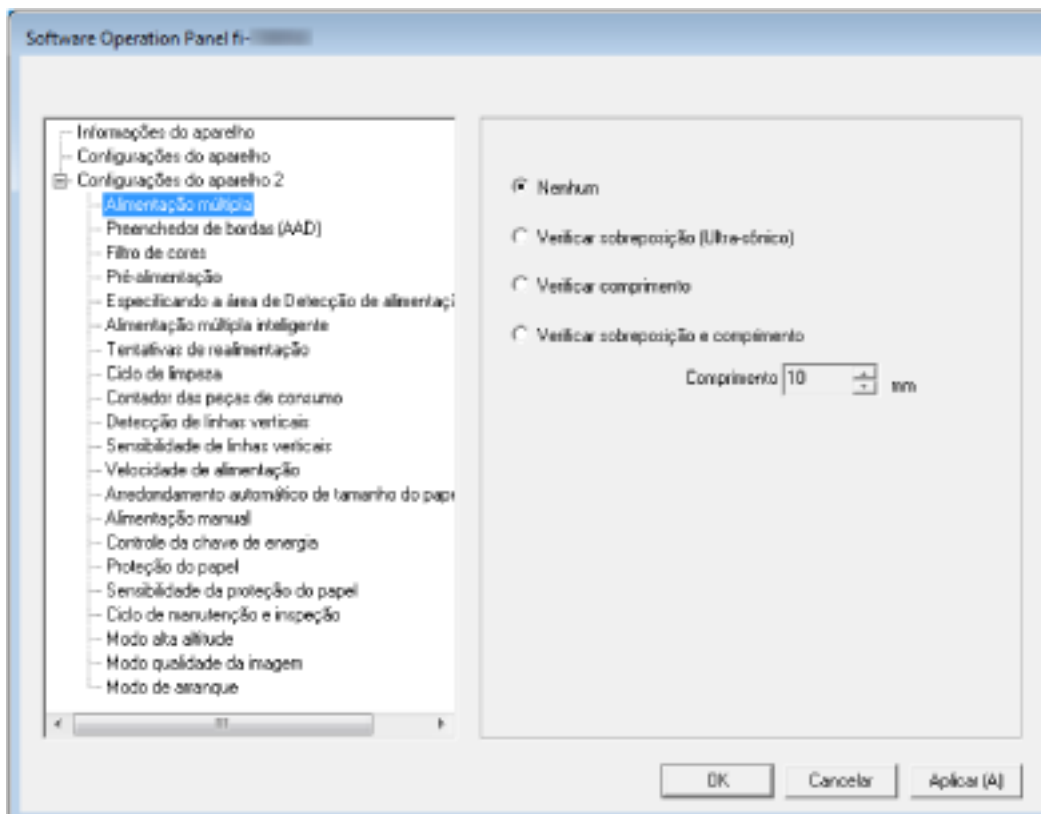 Software Operation Panel fi-
Informações do aparelho
Configurações do aparelho
Configurações do aparelho 2
Alimentação múltipla
Preenchedor de bordas (AAD)
Filtro de cores
Pré-alimentação
Especificando a área de Detecção de alimentaçã
Alimentação múltipla inteligente
Tentativas de realimentação
Ciclo de limpeza
Contador das peças de consumo
Detecção de linhas verticais
Sensibilidade de linhas verticais
Velocidade de alimentação
Arredondamento automático de tamanho do pape
Alimentação manual
Controle da chave de energia
Proteção do papel
Sensibilidade da proteção do papel
Ciclo de manutenção e inspeção
Modo alta altitude
Modo qualidade da imagem
Modo de arranque
Nenhum
Verificar sobreposição (Ultra-sônico)
Verificar comprimento
Verificar sobreposição e comprimento
Comprimento 10 mm
OK Cancelar Aplicar (A)